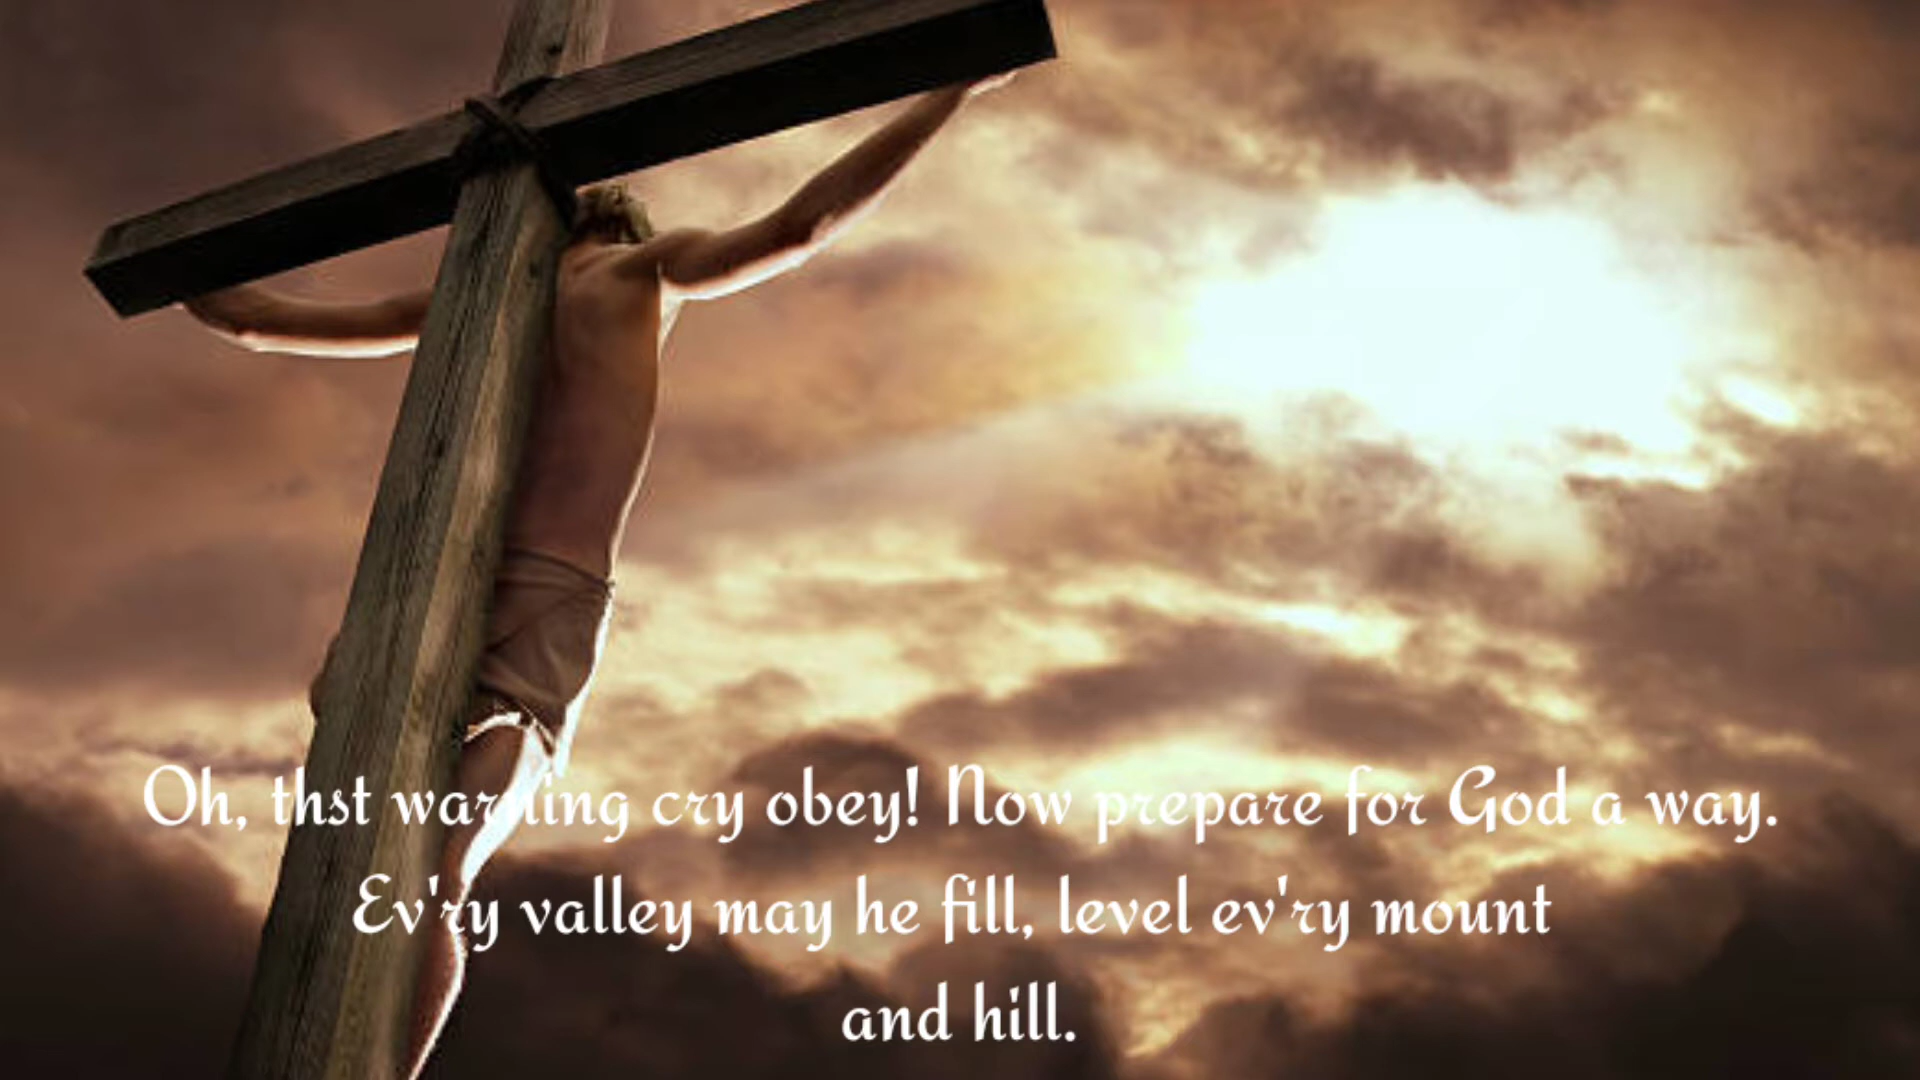 Oh, thst warning cry obey! Now prepare for God a way.
Ev'ry valley may he fill, level ev'ry mount
and hill.